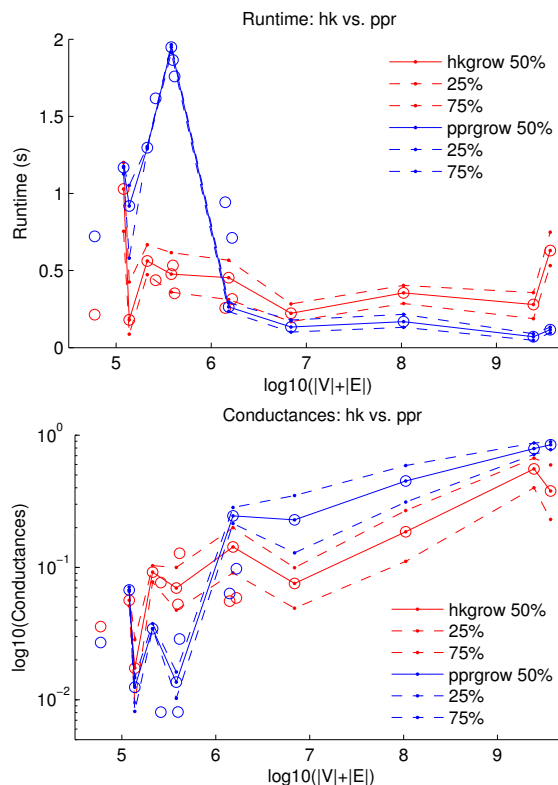 Runtime: hk vs. ppr
2
1.5
1
0.5
0
Runtime (s)
hkgrow 50%
25%
75%
pprgrow 50%
25%
75%
5 6 7 8 9
log10(|V|+|E|)
Conductances: hk vs. ppr
10^0
10^-1
10^-2
log10(Conductances)
hkgrow 50%
25%
75%
pprgrow 50%
25%
75%
5 6 7 8 9
log10(|V|+|E|)